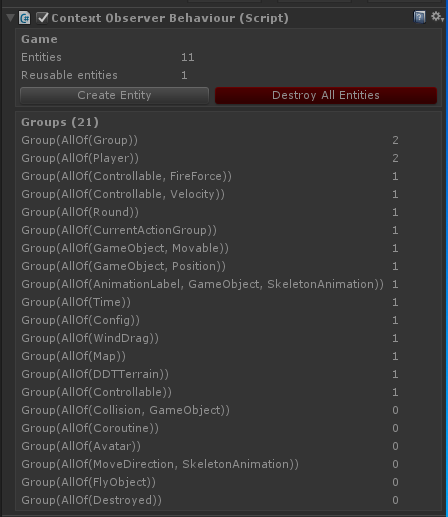 Context Observer Behaviour (Script)
Game
Entities 11
Reusable entities 1
Create Entity Destroy All Entities
Groups (21)
Group(AllOf(Group)) 2
Group(AllOf(Player)) 2
Group(AllOf(Controllable, FireForce)) 1
Group(AllOf(Controllable, Velocity)) 1
Group(AllOf(Round)) 1
Group(AllOf(CurrentActionGroup)) 1
Group(AllOf(GameObject, Movable)) 1
Group(AllOf(GameObject, Position)) 1
Group(AllOf(AnimationLabel, GameObject, SkeletonAnimation)) 1
Group(AllOf(Time)) 1
Group(AllOf(Config)) 1
Group(AllOf(WindDrag)) 1
Group(AllOf(Map)) 1
Group(AllOf(DDTTerrain)) 1
Group(AllOf(Controllable)) 1
Group(AllOf(Collision, GameObject)) 0
Group(AllOf(Coroutine)) 0
Group(AllOf(Avatar)) 0
Group(AllOf(MoveDirection, SkeletonAnimation)) 0
Group(AllOf(FlyObject)) 0
Group(AllOf(Destroyed)) 0